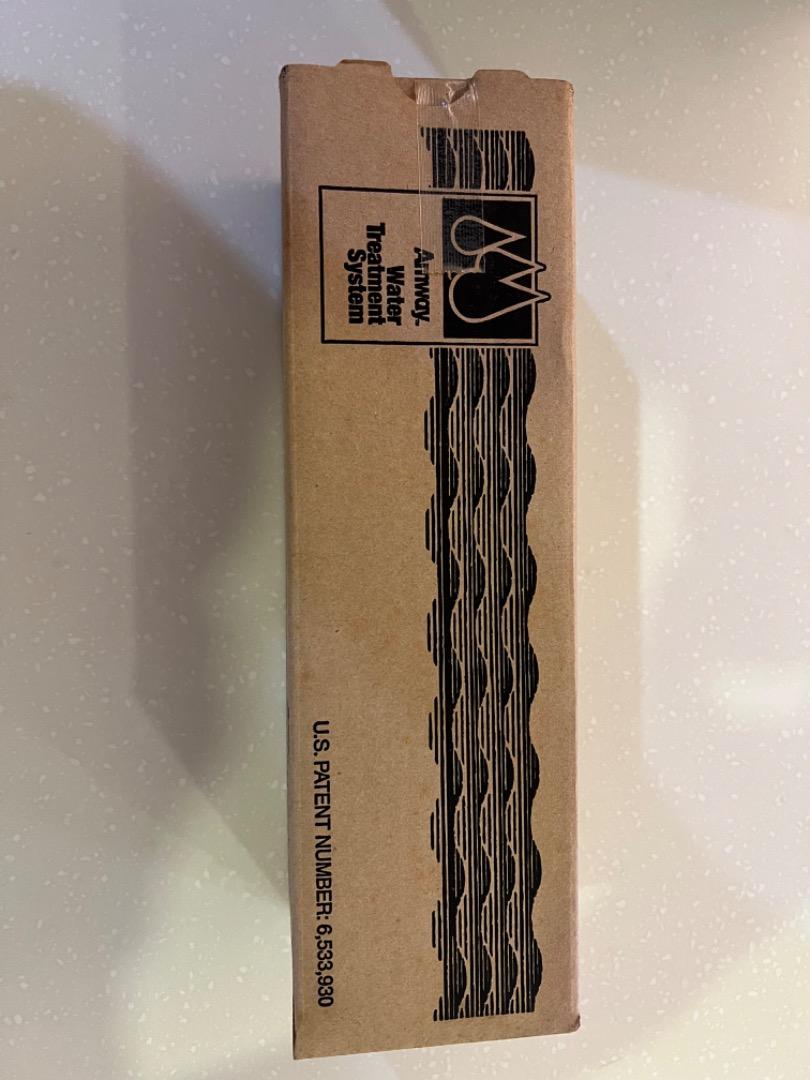 Amway
Water
Treatment
System
U.S. PATENT NUMBER: 6,533,930